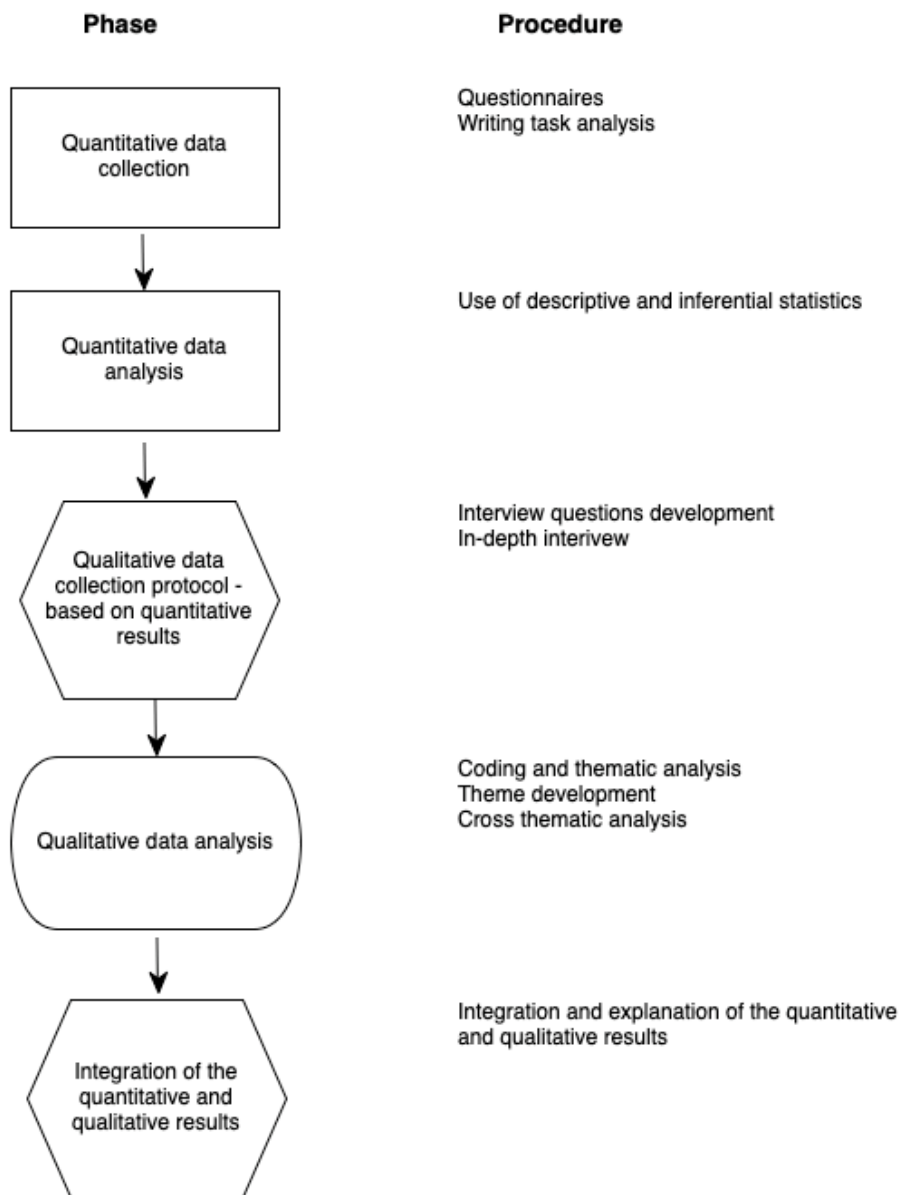 Phase
Procedure
Quantitative data
collection
Questionnaires
Writing task analysis
Quantitative data
analysis
Use of descriptive and inferential statistics
Qualitative data
collection protocol -
based on quantitative
results
Interview questions development
In-depth interivew
Qualitative data analysis
Coding and thematic analysis
Theme development
Cross thematic analysis
Integration of the
quantitative and
qualitative results
Integration and explanation of the quantitative
and qualitative results